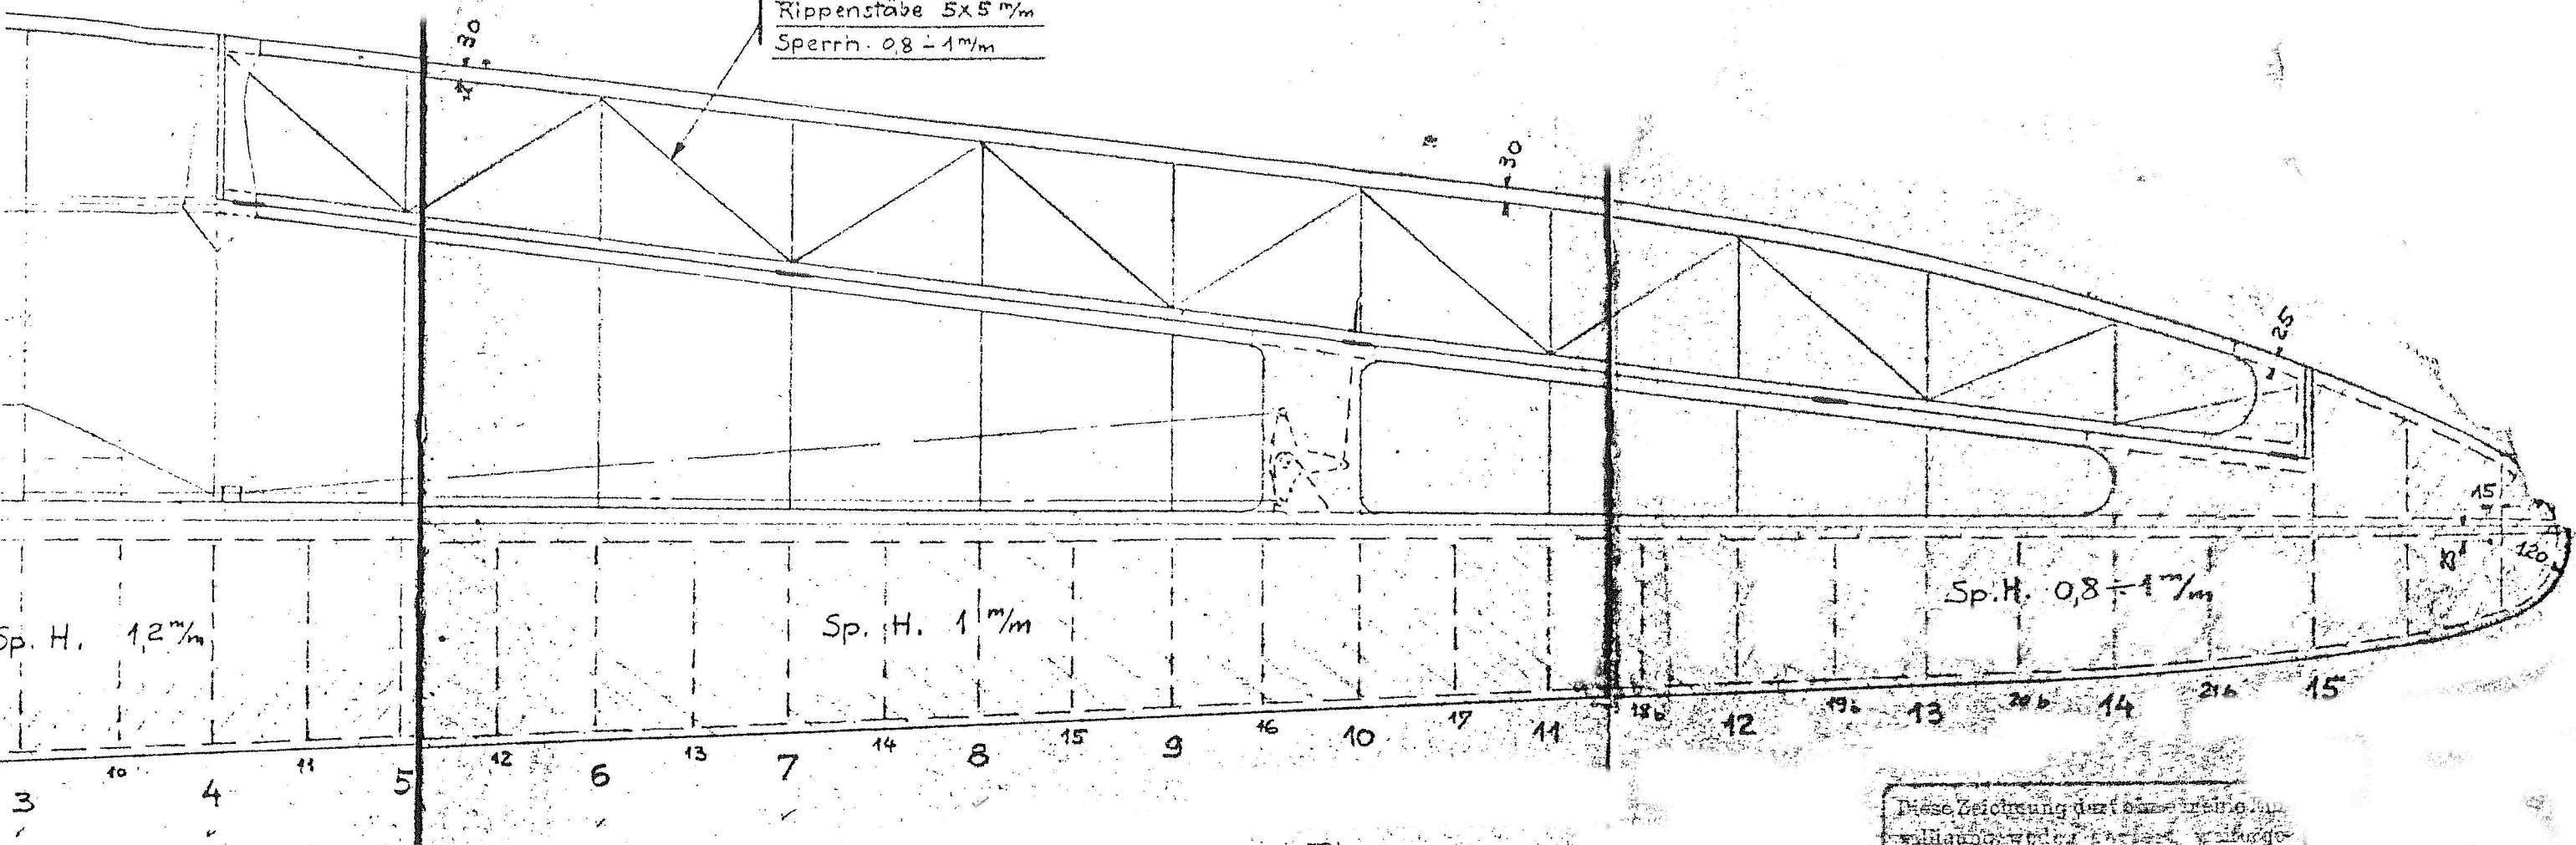 Rippenstäbe 5x5 m/m
Sperrh. 0,8 ÷ 1 m/m
30
30
25
15
25
120
Sp. H. 1,2 m/m
Sp. H. 1 m/m
Sp. H. 0,8 ÷ 1 m/m
3 10 4 11 5 12 6 13 7 14 8 15 9 16 10 17 11 18b 12 19b 13 20b 14 21b 15
Diese Zeichnung darf ohne